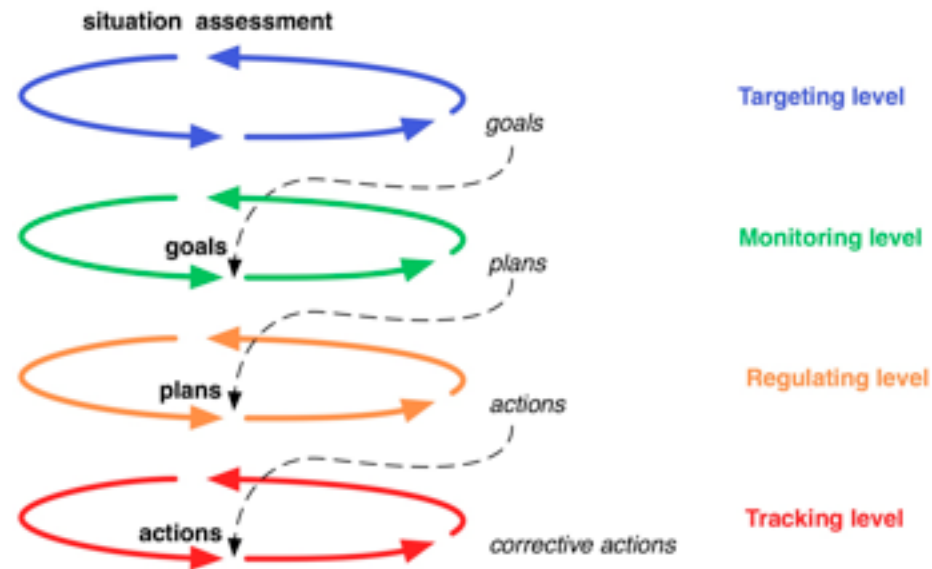 situation assessment
Targeting level
goals
goals
Monitoring level
plans
plans
Regulating level
actions
actions
Tracking level
corrective actions